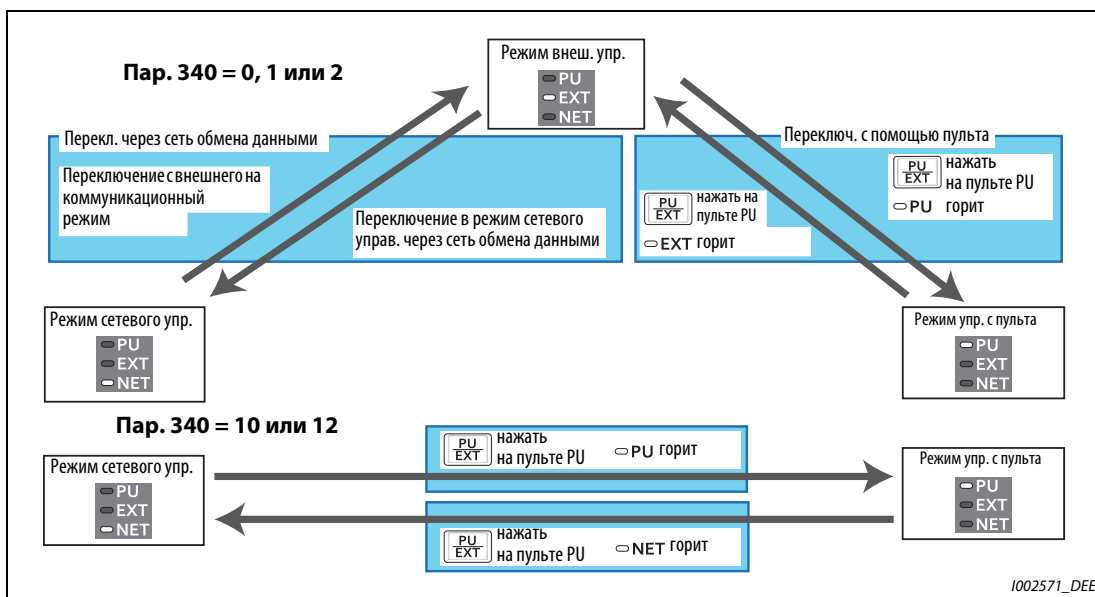 Пар. 340 = 0, 1 или 2
Режим внеш. упр.
PU
EXT
NET
Перекл. через сеть обмена данными
Переключение с внешнего на
коммуникационный
режим
Переключение в режим сетевого
управ. через сеть обмена данными
Переключ. с помощью пульта
PU
EXT
нажать
на пульте PU
PU горит
PU
EXT
нажать на
пульте PU
EXT горит
Режим сетевого упр.
PU
EXT
NET
Режим упр. с пульта
PU
EXT
NET
Пар. 340 = 10 или 12
Режим сетевого упр.
PU
EXT
NET
PU
EXT
нажать
на пульте PU
PU горит
PU
EXT
нажать
на пульте PU
NET горит
Режим упр. с пульта
PU
EXT
NET
I002571_DEE